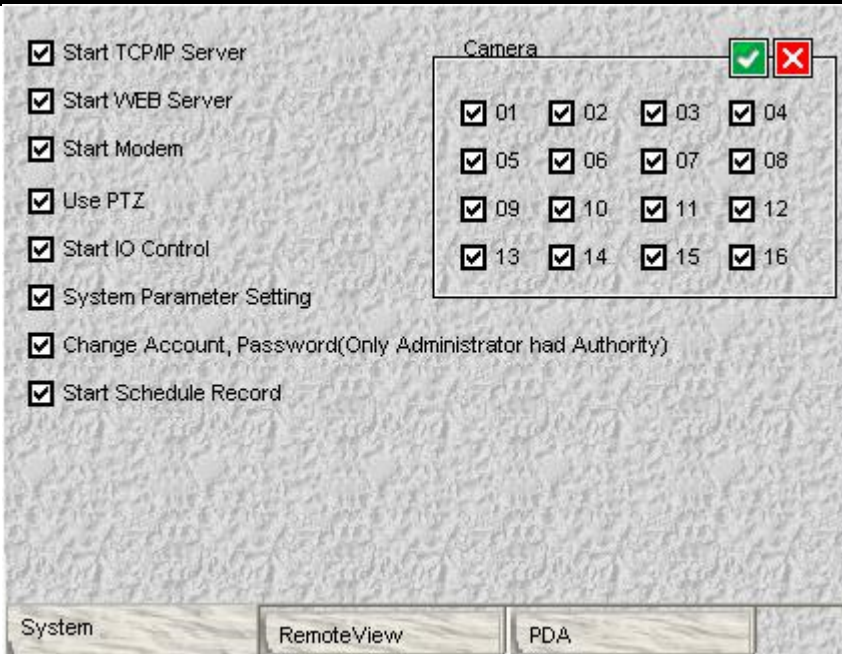 Start TCP/IP Server
Start WEB Server
Start Modem
Use PTZ
Start IO Control
System Parameter Setting
Change Account, Password(Only Administrator had Authority)
Start Schedule Record
Camera
01 02 03 04
05 06 07 08
09 10 11 12
13 14 15 16
System RemoteView PDA